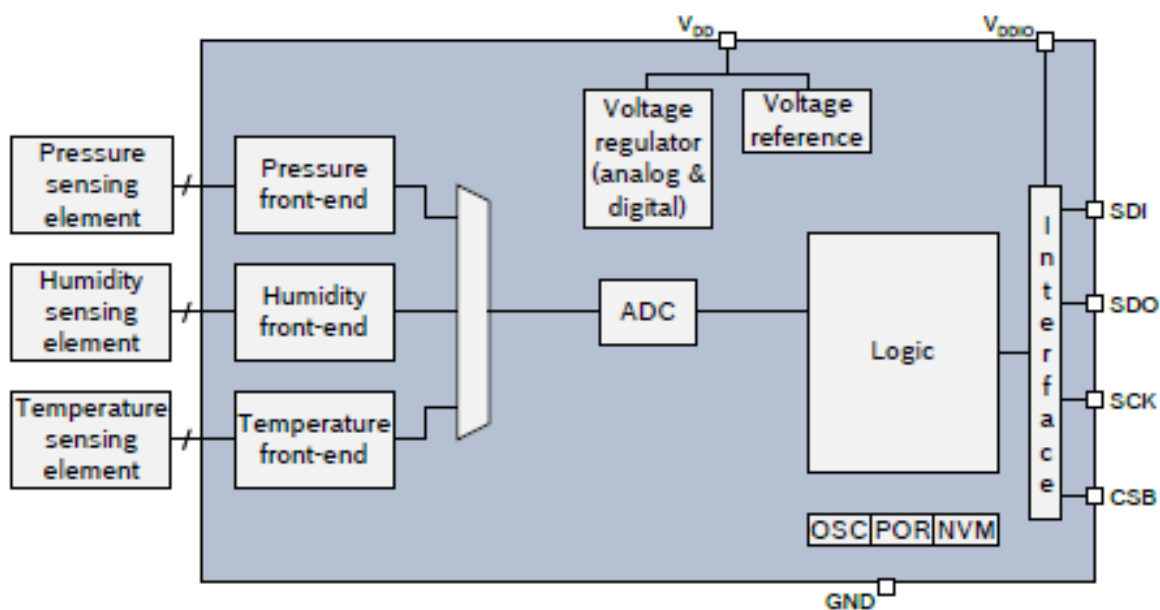 VDD
VDDIO
Voltage
regulator
(analog &
digital)
Voltage
reference
Pressure
sensing
element
Pressure
front-end
Humidity
sensing
element
Humidity
front-end
Temperature
sensing
element
Temperature
front-end
ADC
Logic
Interface
SDI
SDO
SCK
CSB
OSC POR NVM
GND